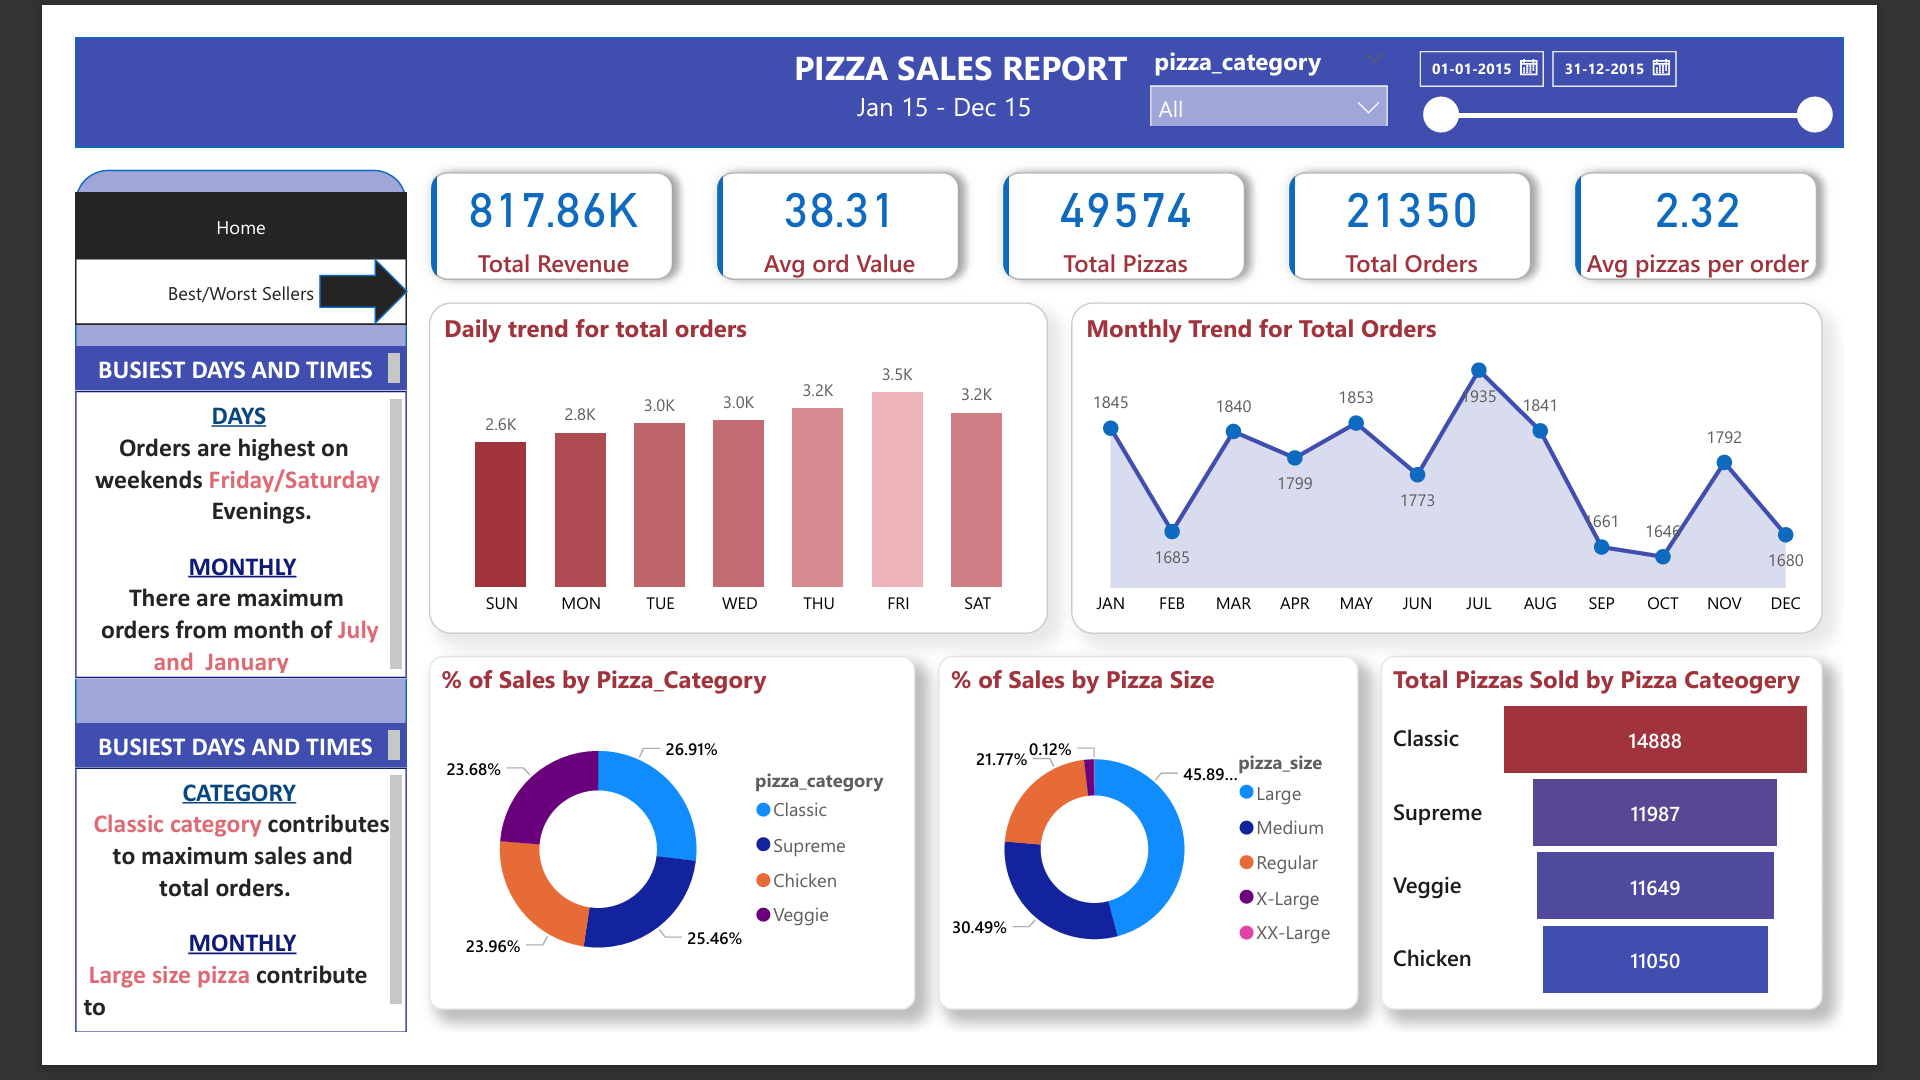 PIZZA SALES REPORT
Jan 15 - Dec 15
pizza_category
All
01-01-2015
31-12-2015
Home
Best/Worst Sellers
BUSIEST DAYS AND TIMES
DAYS
Orders are highest on
weekends Friday/Saturday
Evenings.
MONTHLY
There are maximum
orders from month of July
and January
BUSIEST DAYS AND TIMES
CATEGORY
Classic category contributes
to maximum sales and
total orders.
MONTHLY
Large size pizza contribute
to
817.86K
Total Revenue
38.31
Avg ord Value
49574
Total Pizzas
21350
Total Orders
2.32
Avg pizzas per order
Daily trend for total orders
2.6K
2.8K
3.0K
3.0K
3.2K
3.5K
3.2K
SUN MON TUE WED THU FRI SAT
Monthly Trend for Total Orders
1845
1685
1840
1799
1853
1773
1935
1841
1661
1646
1792
1680
JAN FEB MAR APR MAY JUN JUL AUG SEP OCT NOV DEC
% of Sales by Pizza_Category
26.91%
25.46%
23.96%
23.68%
pizza_category
Classic
Supreme
Chicken
Veggie
% of Sales by Pizza Size
0.12%
21.77%
45.89...
30.49%
pizza_size
Large
Medium
Regular
X-Large
XX-Large
Total Pizzas Sold by Pizza Cateogery
Classic 14888
Supreme 11987
Veggie 11649
Chicken 11050